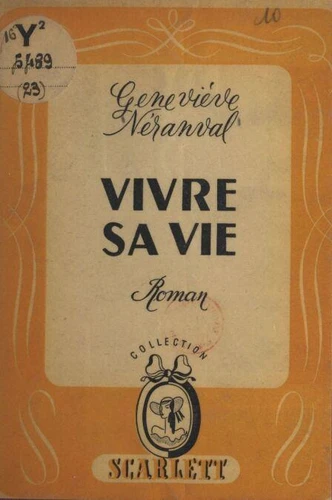 16 Y²
5489
(23)
10
Geneviève
Néranval
VIVRE
SA VIE
Roman
COLLECTION
SCARLETT